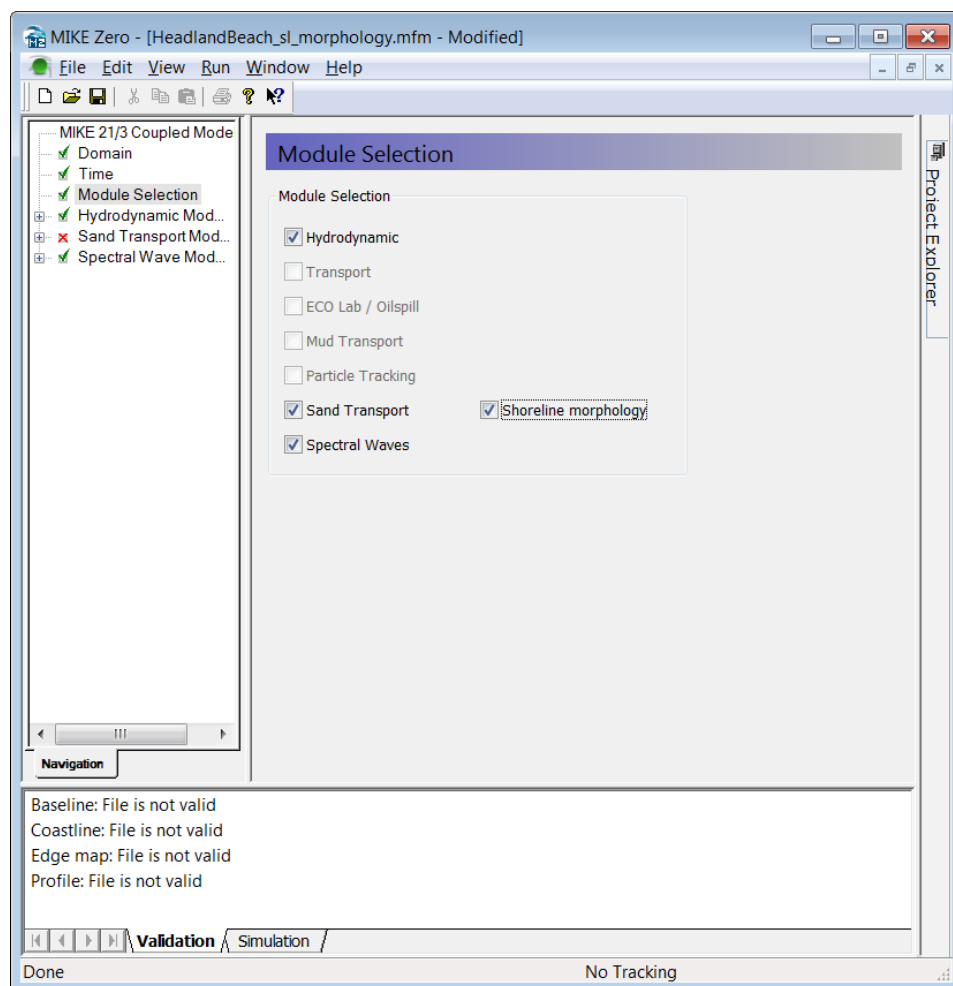 MIKE Zero - [HeadlandBeach_sl_morphology.mfm - Modified]
File Edit View Run Window Help
MIKE 21/3 Coupled Mode
Domain
Time
Module Selection
Hydrodynamic Mod...
Sand Transport Mod...
Spectral Wave Mod...
Navigation
Module Selection
Module Selection
Hydrodynamic
Transport
ECO Lab / Oilspill
Mud Transport
Particle Tracking
Sand Transport Shoreline morphology
Spectral Waves
Project Explorer
Baseline: File is not valid
Coastline: File is not valid
Edge map: File is not valid
Profile: File is not valid
Validation Simulation
Done No Tracking